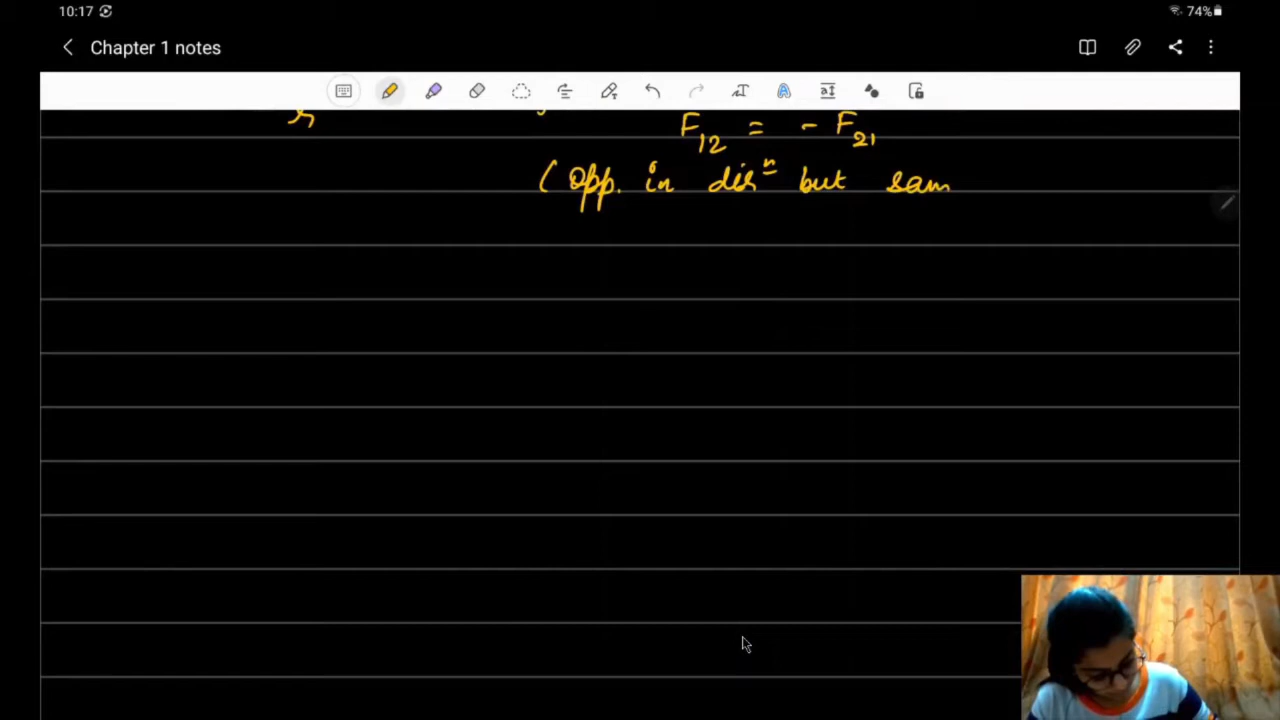 10:17
74%
Chapter 1 notes
F12 = - F21
(opp. in dirⁿ but sam